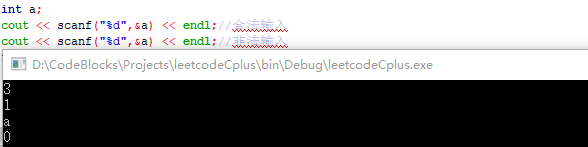 int a;
cout << scanf("%d",&a) << endl;//合法输入
cout << scanf("%d",&a) << endl;//非法输入
D:\CodeBlocks\Projects\leetcodeCplus\bin\Debug\leetcodeCplus.exe
3
1
a
0